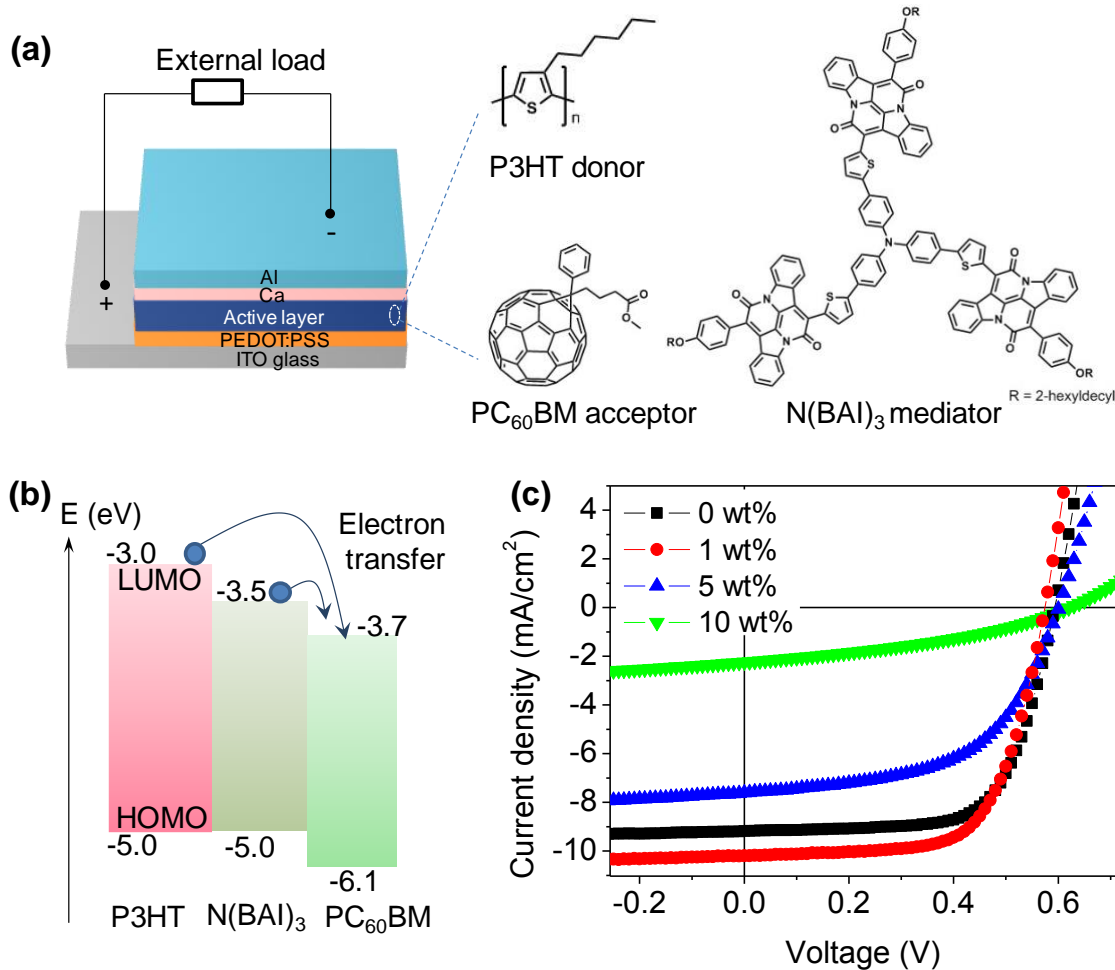 (a)
External load
+
-
Al
Ca
Active layer
PEDOT:PSS
ITO glass
S
n
P3HT donor
O
O
PC60BM acceptor
OR
O
N
N
O
S
N
S
O
N
N
O
OR
O
N
N
O
S
RO
R = 2-hexyldecyl
N(BAI)3 mediator
(b)
E (eV)
Electron
transfer
-3.0
LUMO
-3.5
-3.7
HOMO
-5.0
-5.0
-6.1
P3HT
N(BAI)3
PC60BM
(c)
0 wt%
1 wt%
5 wt%
10 wt%
Current density (mA/cm2)
4
2
0
-2
-4
-6
-8
-10
-0.2
0.0
0.2
0.4
0.6
Voltage (V)